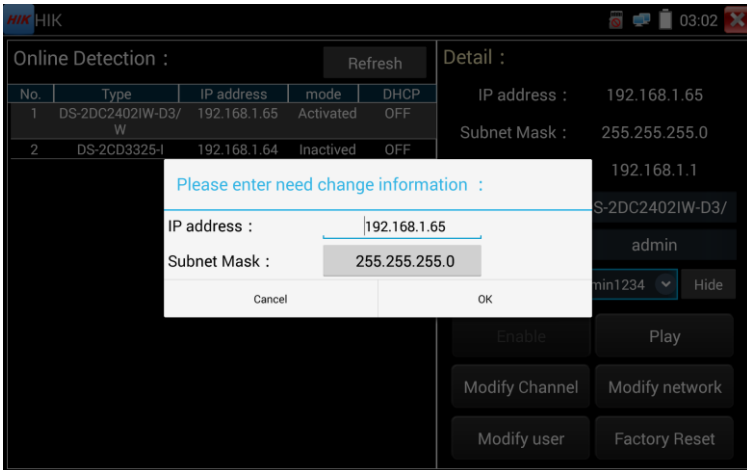 HIK HIK 03:02
Online Detection : Refresh
No. Type IP address mode DHCP
1 DS-2DC2402IW-D3/W 192.168.1.65 Activated OFF
2 DS-2CD3325-I 192.168.1.64 Inactived OFF
Detail :
IP address : 192.168.1.65
Subnet Mask : 255.255.255.0
192.168.1.1
S-2DC2402IW-D3/
admin
min1234 Hide
Enable Play
Modify Channel Modify network
Modify user Factory Reset
Please enter need change information :
IP address : 192.168.1.65
Subnet Mask : 255.255.255.0
Cancel OK